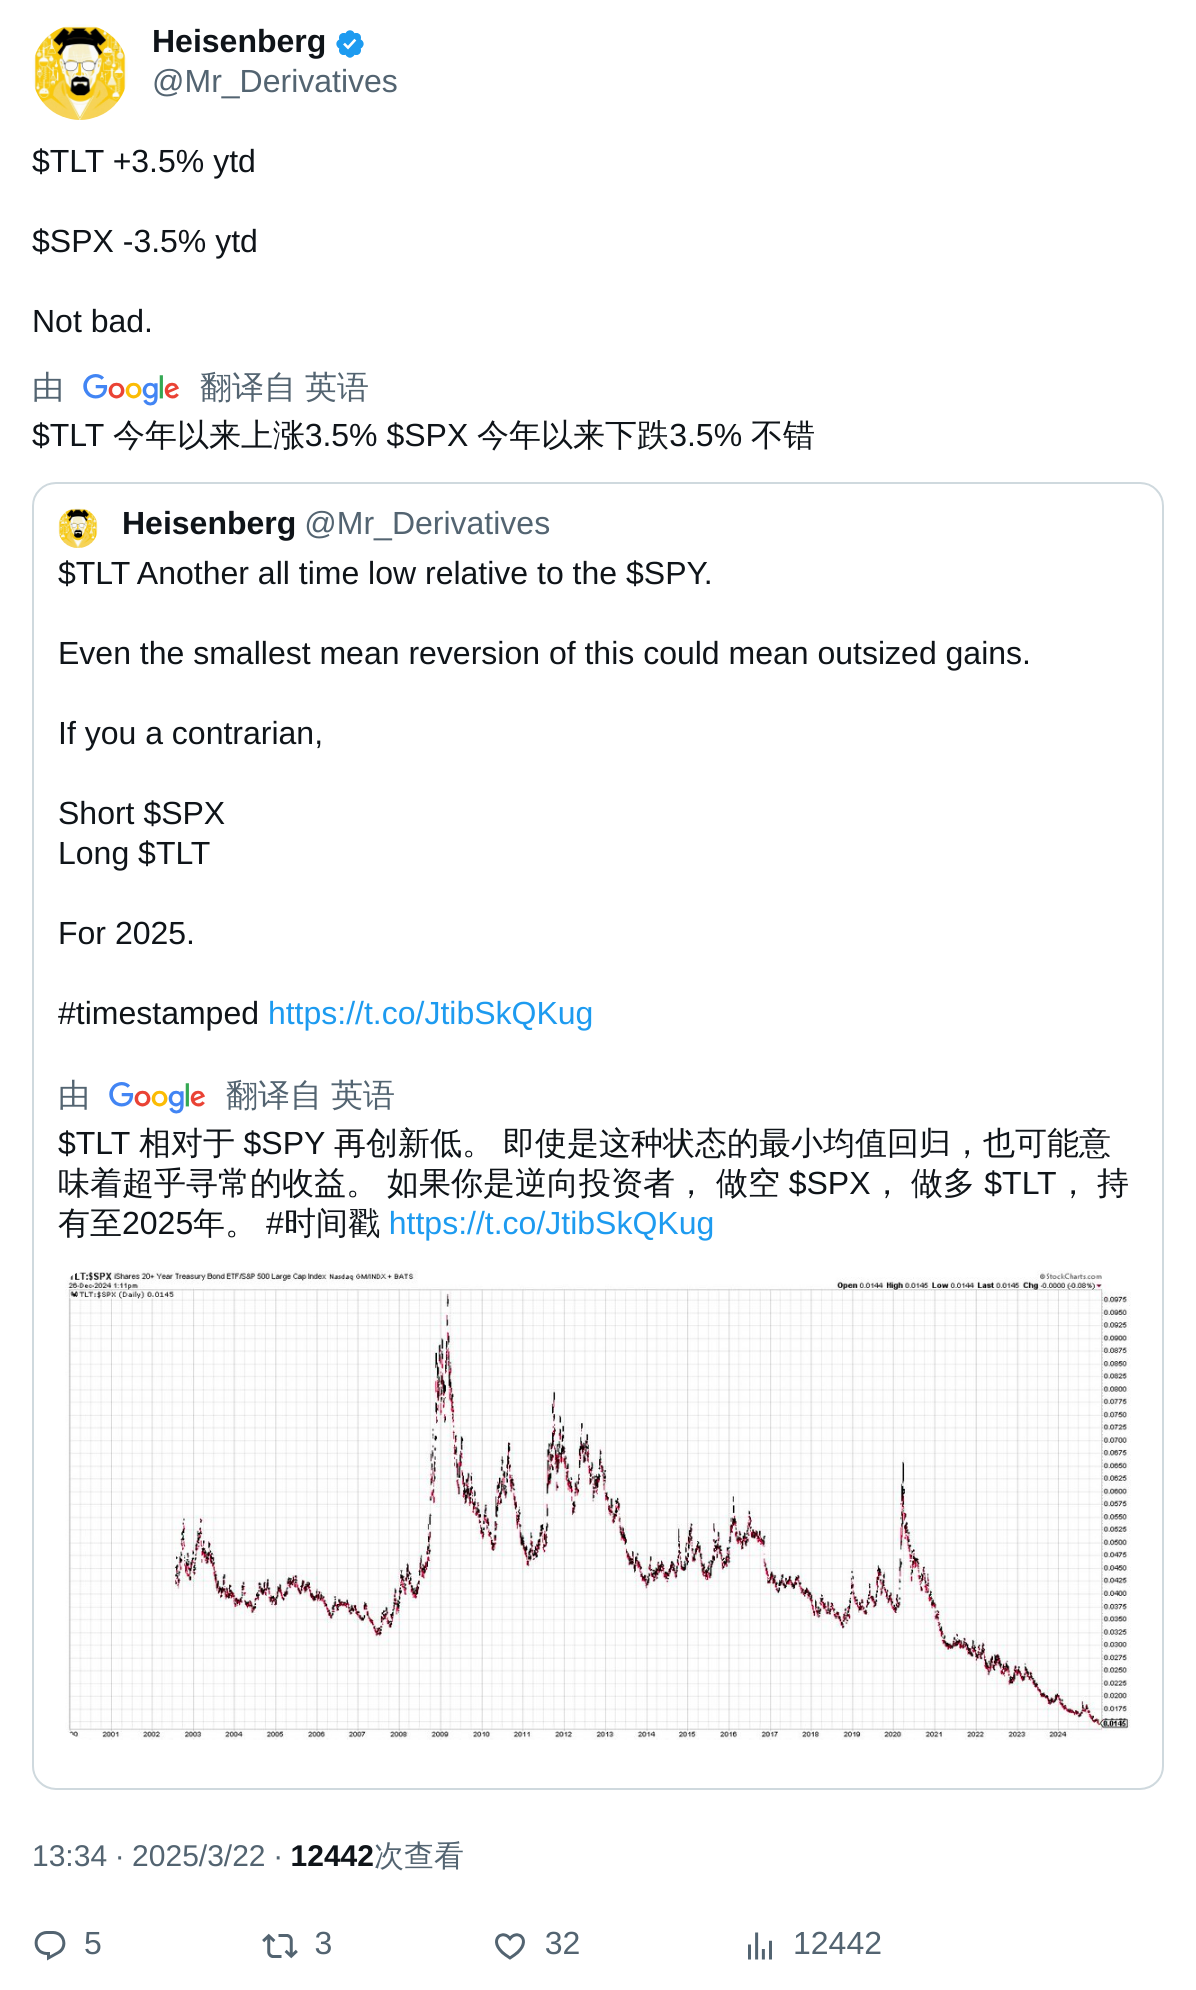 Heisenberg
@Mr_Derivatives
$TLT +3.5% ytd
$SPX -3.5% ytd
Not bad.
由 Google 翻译自 英语
$TLT 今年以来上涨3.5% $SPX 今年以来下跌3.5% 不错
Heisenberg @Mr_Derivatives
$TLT Another all time low relative to the $SPY.
Even the smallest mean reversion of this could mean outsized gains.
If you a contrarian,
Short $SPX
Long $TLT
For 2025.
#timestamped https://t.co/JtibSkQKug
由 Google 翻译自 英语
$TLT 相对于 $SPY 再创新低。 即使是这种状态的最小均值回归，也可能意
味着超乎寻常的收益。 如果你是逆向投资者， 做空 $SPX， 做多 $TLT， 持
有至2025年。 #时间戳 https://t.co/JtibSkQKug
LT:$SPX iShares 20+ Year Treasury Bond ETF/S&P 500 Large Cap Index Nasdaq GM/INDX + BATS
© StockCharts.com
26-Dec-2024 1:11pm
Open 0.0144 High 0.0145 Low 0.0144 Last 0.0145 Chg -0.0000 (-0.08%)
TLT:$SPX (Daily) 0.0145
0.0975
0.0950
0.0925
0.0900
0.0875
0.0850
0.0825
0.0800
0.0775
0.0750
0.0725
0.0700
0.0675
0.0650
0.0625
0.0600
0.0575
0.0550
0.0525
0.0500
0.0475
0.0450
0.0425
0.0400
0.0375
0.0350
0.0325
0.0300
0.0275
0.0250
0.0225
0.0200
0.0175
0.0145
2001 2002 2003 2004 2005 2006 2007 2008 2009 2010 2011 2012 2013 2014 2015 2016 2017 2018 2019 2020 2021 2022 2023 2024
13:34 · 2025/3/22 · 12442次查看
5 3 32 12442